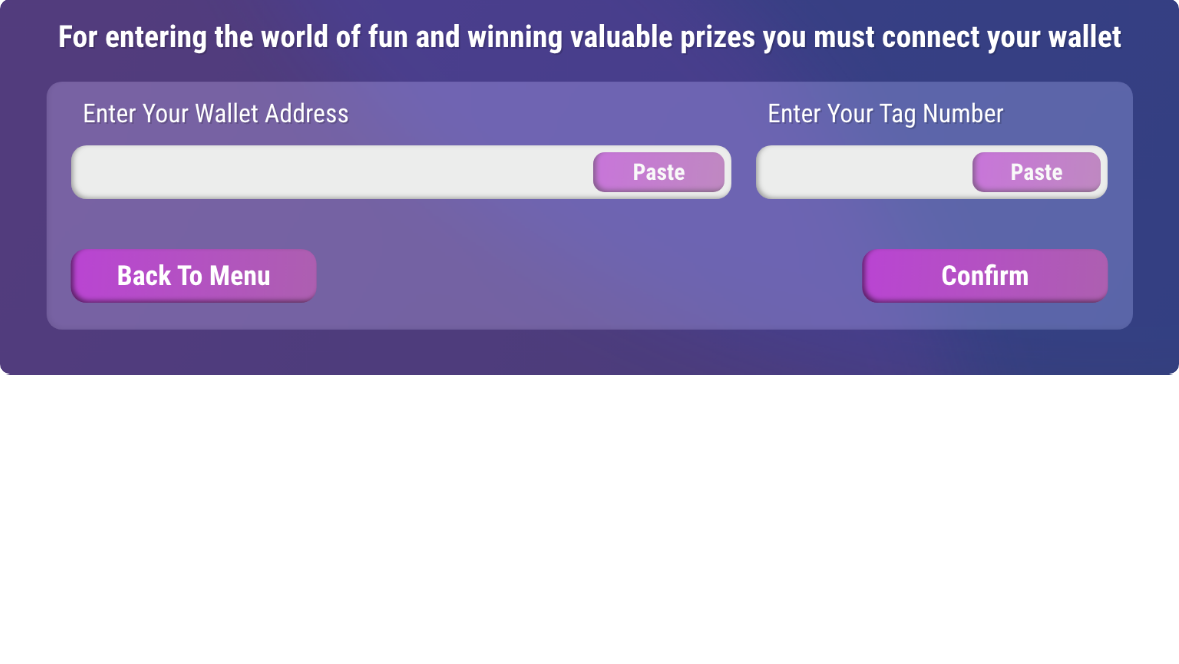 For entering the world of fun and winning valuable prizes you must connect your wallet
Enter Your Wallet Address
Enter Your Tag Number
Paste
Paste
Back To Menu
Confirm